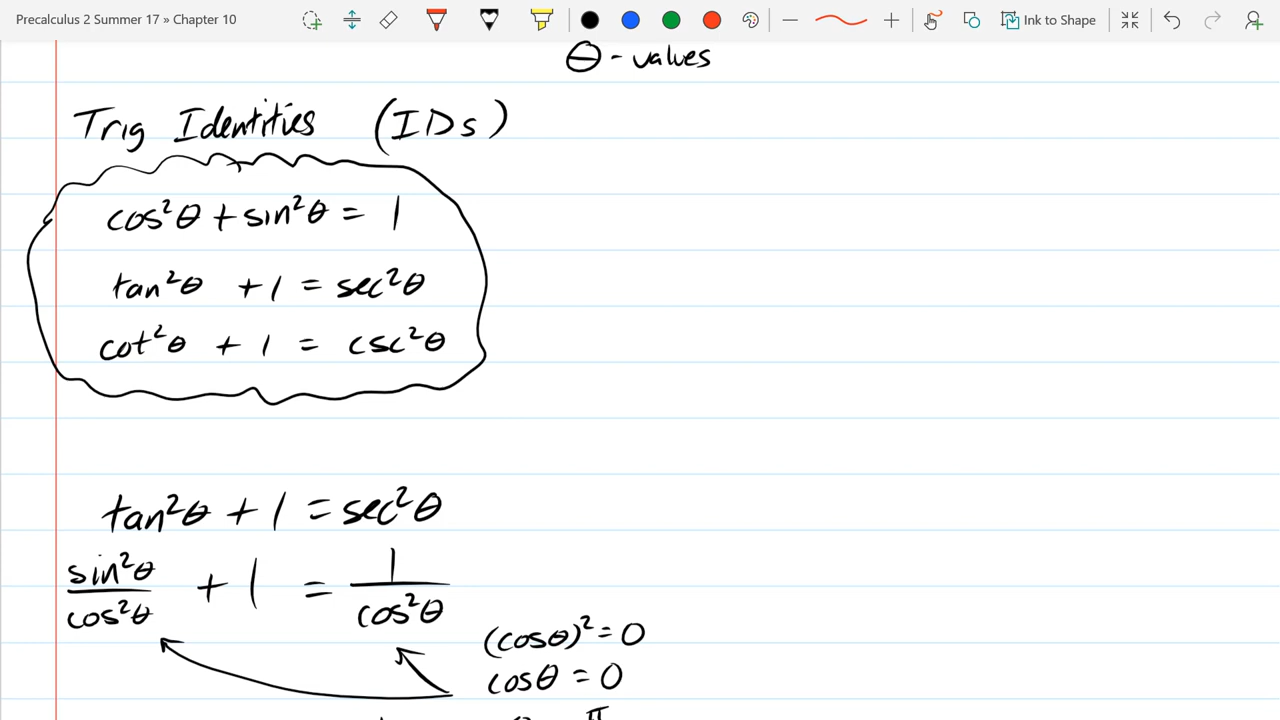 Precalculus 2 Summer 17 » Chapter 10
Ink to Shape
θ - values
Trig Identities (IDs)
cos²θ + sin²θ = 1
tan²θ + 1 = sec²θ
cot²θ + 1 = csc²θ
tan²θ + 1 = sec²θ
sin²θ/cos²θ + 1 = 1/cos²θ
(cosθ)² = 0
cosθ = 0
π